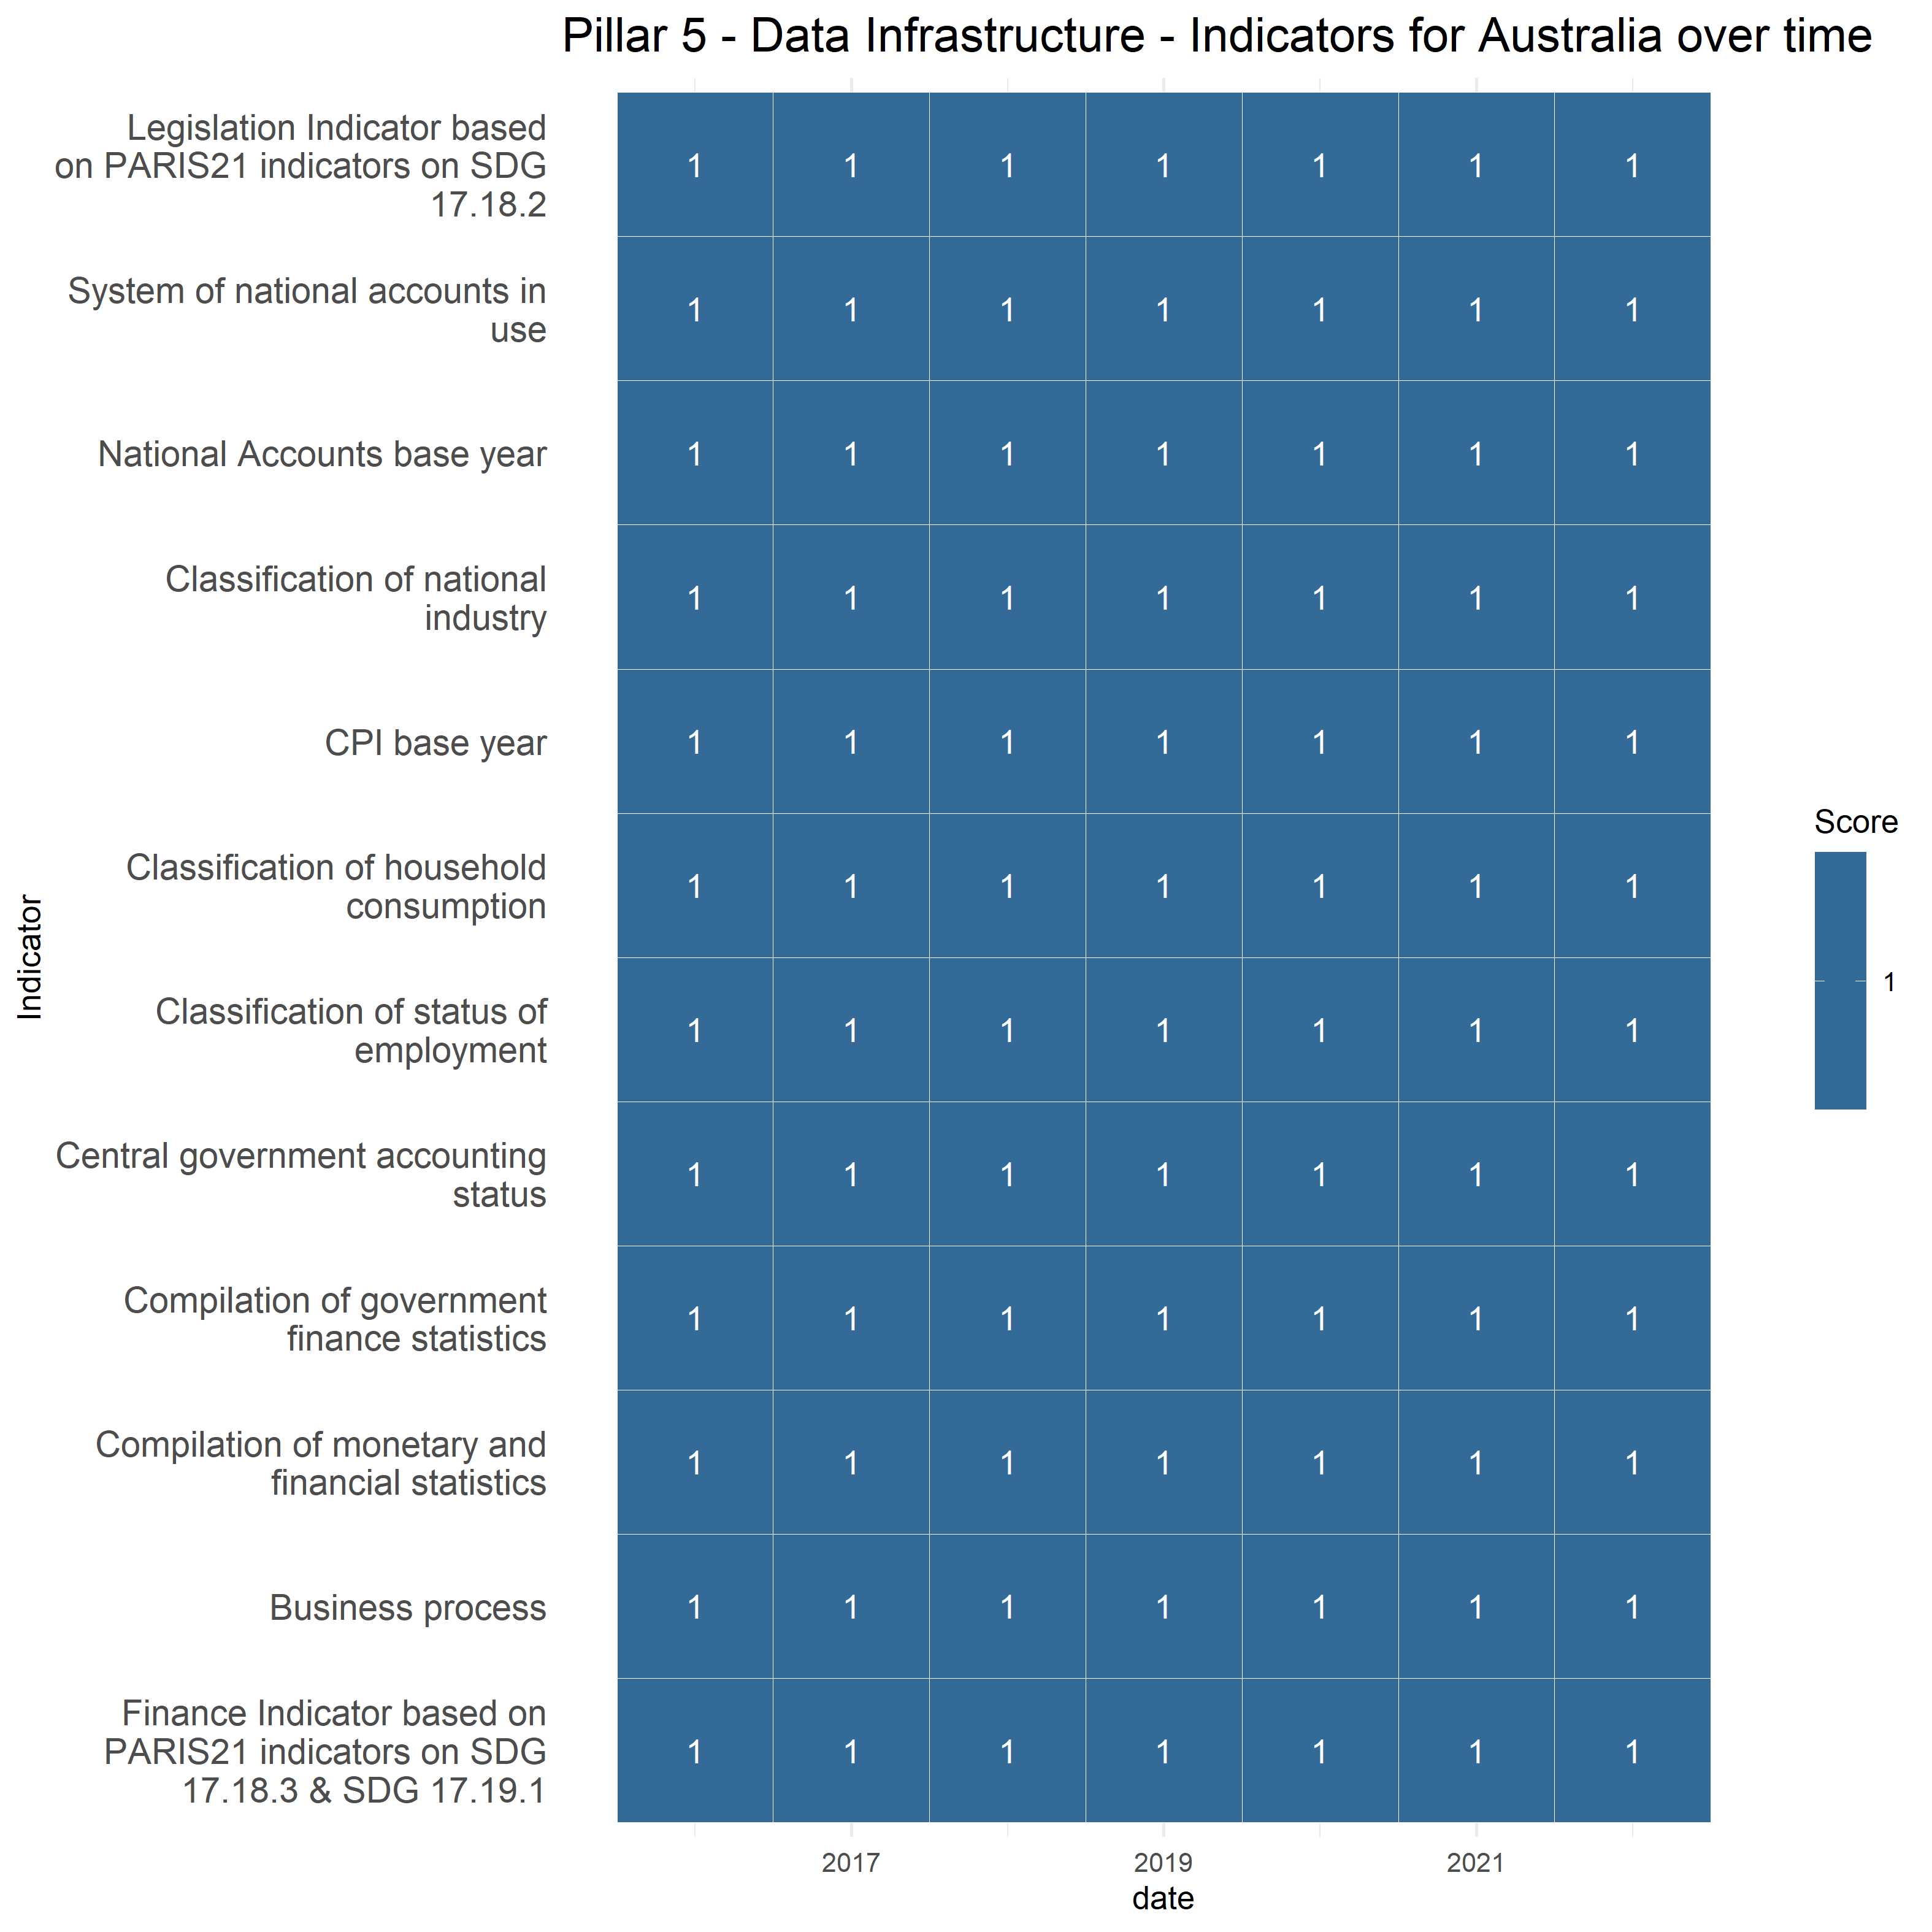 Pillar 5 - Data Infrastructure - Indicators for Australia over time
Legislation Indicator based
on PARIS21 indicators on SDG
17.18.2
1 1 1 1 1 1 1
System of national accounts in
use
1 1 1 1 1 1 1
National Accounts base year
1 1 1 1 1 1 1
Classification of national
industry
1 1 1 1 1 1 1
CPI base year
1 1 1 1 1 1 1
Classification of household
consumption
1 1 1 1 1 1 1
Classification of status of
employment
1 1 1 1 1 1 1
Central government accounting
status
1 1 1 1 1 1 1
Compilation of government
finance statistics
1 1 1 1 1 1 1
Compilation of monetary and
financial statistics
1 1 1 1 1 1 1
Business process
1 1 1 1 1 1 1
Finance Indicator based on
PARIS21 indicators on SDG
17.18.3 & SDG 17.19.1
1 1 1 1 1 1 1
Indicator
2017 2019 2021
date
Score
1